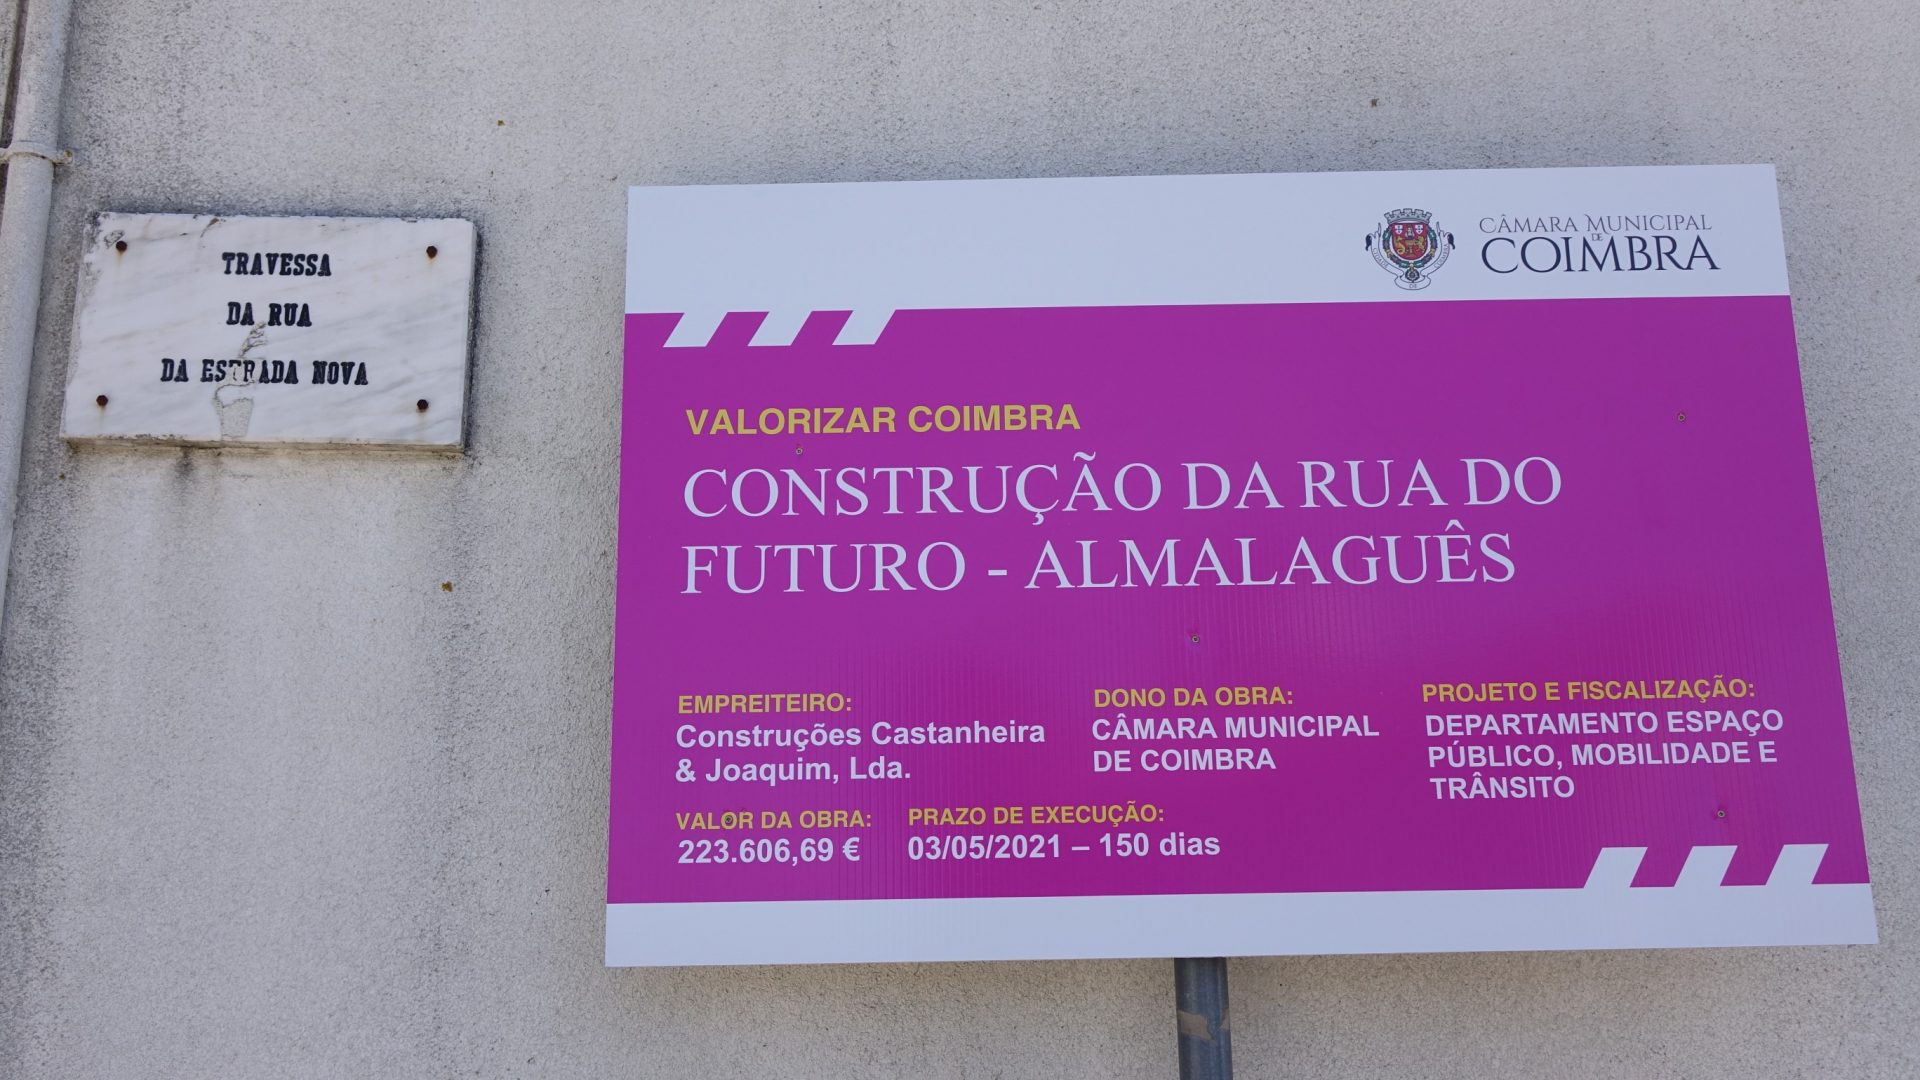 TRAVESSA
DA RUA
DA ESTRADA NOVA
CÂMARA MUNICIPAL
DE
COIMBRA
VALORIZAR COIMBRA
CONSTRUÇÃO DA RUA DO
FUTURO - ALMALAGUÊS
EMPREITEIRO:
Construções Castanheira
& Joaquim, Lda.
DONO DA OBRA:
CÂMARA MUNICIPAL
DE COIMBRA
PROJETO E FISCALIZAÇÃO:
DEPARTAMENTO ESPAÇO
PÚBLICO, MOBILIDADE E
TRÂNSITO
VALOR DA OBRA:
223.606,69 €
PRAZO DE EXECUÇÃO:
03/05/2021 – 150 dias